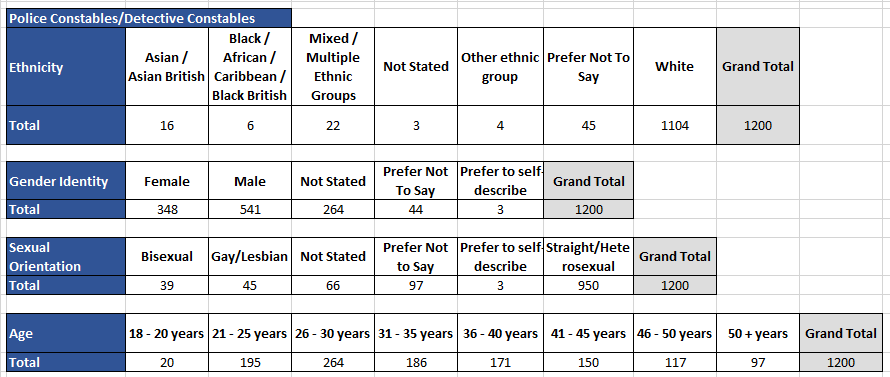 Police Constables/Detective Constables
Ethnicity Asian / Asian British Black / African / Caribbean / Black British Mixed / Multiple Ethnic Groups Not Stated Other ethnic group Prefer Not To Say White Grand Total
Total 16 6 22 3 4 45 1104 1200
Gender Identity Female Male Not Stated Prefer Not To Say Prefer to self-describe Grand Total
Total 348 541 264 44 3 1200
Sexual Orientation Bisexual Gay/Lesbian Not Stated Prefer Not to Say Prefer to self-describe Straight/Heterosexual Grand Total
Total 39 45 66 97 3 950 1200
Age 18 - 20 years 21 - 25 years 26 - 30 years 31 - 35 years 36 - 40 years 41 - 45 years 46 - 50 years 50 + years Grand Total
Total 20 195 264 186 171 150 117 97 1200